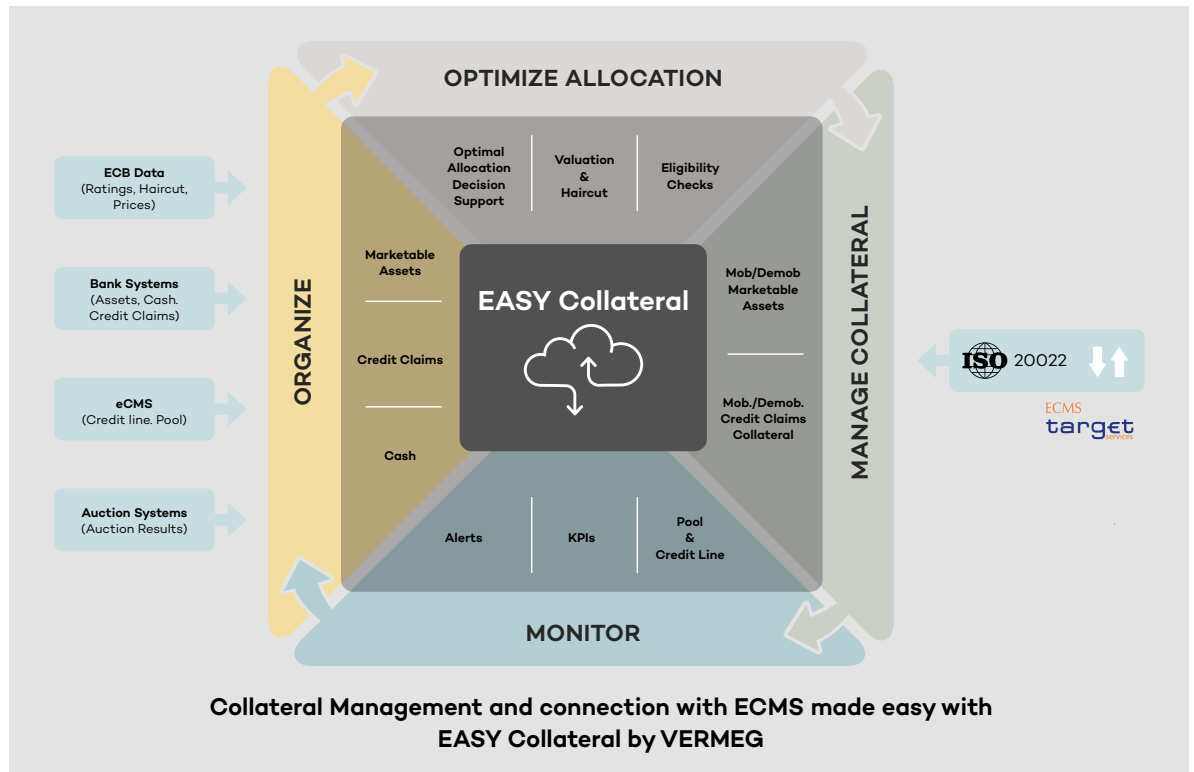 OPTIMIZE ALLOCATION
ECB Data
(Ratings, Haircut,
Prices)
Bank Systems
(Assets, Cash.
Credit Claims)
eCMS
(Credit line. Pool)
Auction Systems
(Auction Results)
ORGANIZE
Optimal
Allocation
Decision
Support
Valuation
&
Haircut
Eligibility
Checks
Marketable
Assets
Credit Claims
Cash
EASY Collateral
Mob/Demob
Marketable
Assets
Mob./Demob.
Credit Claims
Collateral
MANAGE COLLATERAL
ISO 20022
ECMS
target
services
Alerts
KPIs
Pool
&
Credit Line
MONITOR
Collateral Management and connection with ECMS made easy with
EASY Collateral by VERMEG